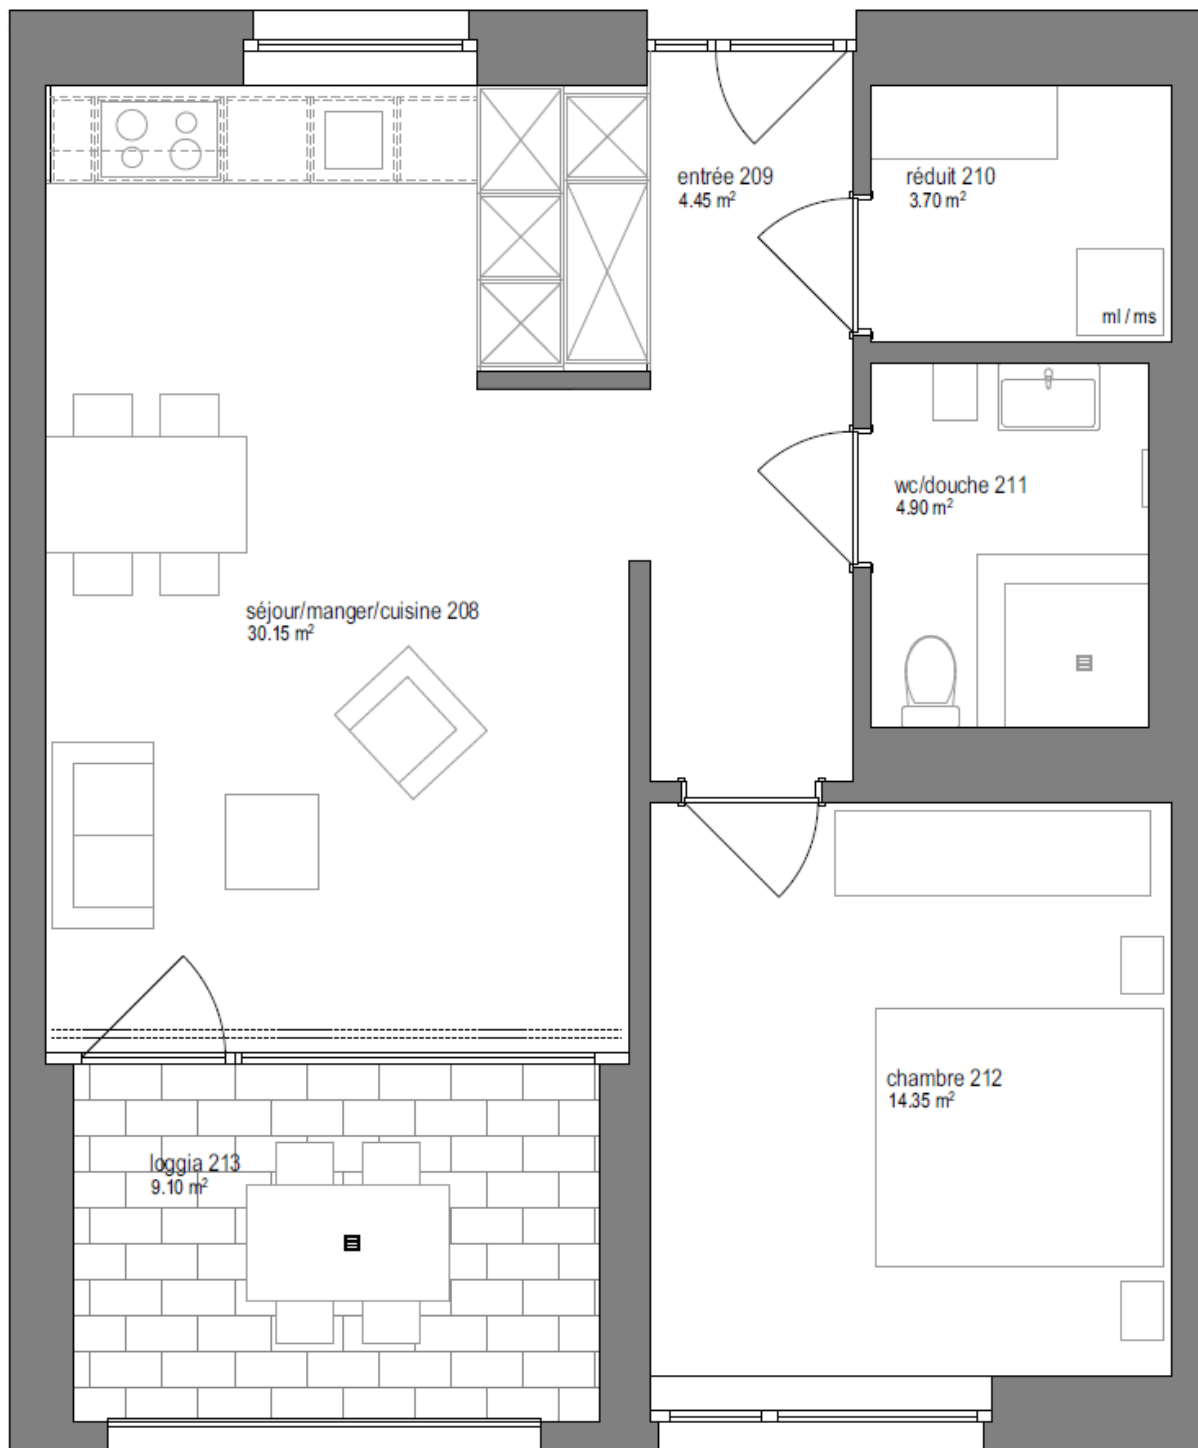 entrée 209
4.45 m²
réduit 210
3.70 m²
ml / ms
wc/douche 211
4.90 m²
séjour/manger/cuisine 208
30.15 m²
chambre 212
14.35 m²
loggia 213
9.10 m²